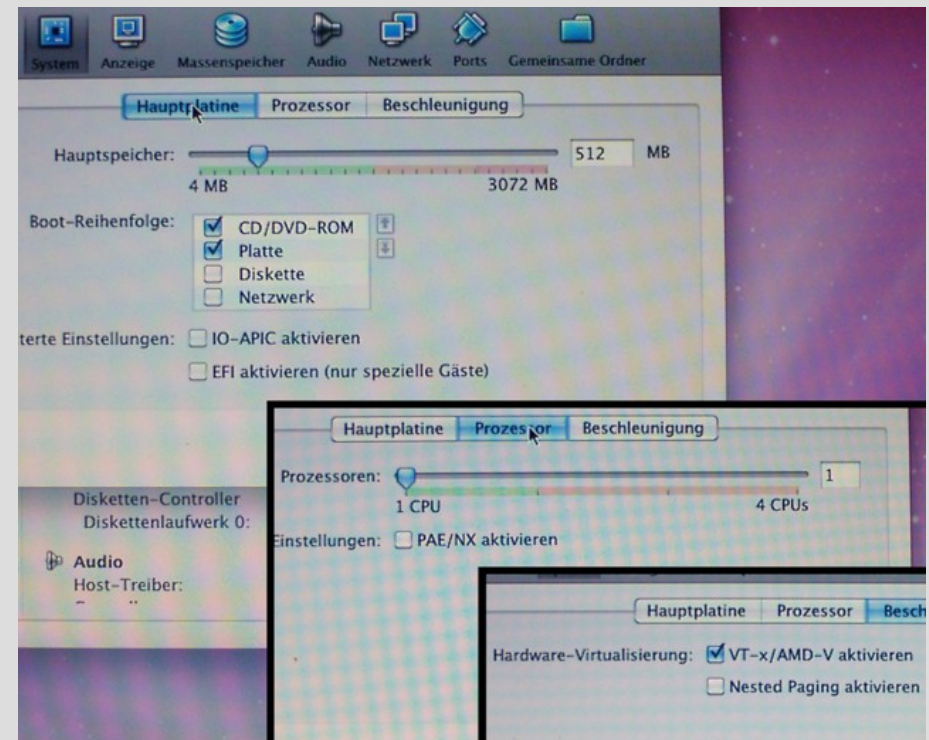 System Anzeige Massenspeicher Audio Netzwerk Ports Gemeinsame Ordner
Hauptplatine Prozessor Beschleunigung
Hauptspeicher: 512 MB
4 MB 3072 MB
Boot-Reihenfolge: CD/DVD-ROM
Platte
Diskette
Netzwerk
terte Einstellungen: IO-APIC aktivieren
EFI aktivieren (nur spezielle Gäste)
Disketten-Controller
Diskettenlaufwerk 0:
Audio
Host-Treiber:
Hauptplatine Prozessor Beschleunigung
Prozessoren: 1
1 CPU 4 CPUs
Einstellungen: PAE/NX aktivieren
Hauptplatine Prozessor Besch
Hardware-Virtualisierung: VT-x/AMD-V aktivieren
Nested Paging aktivieren